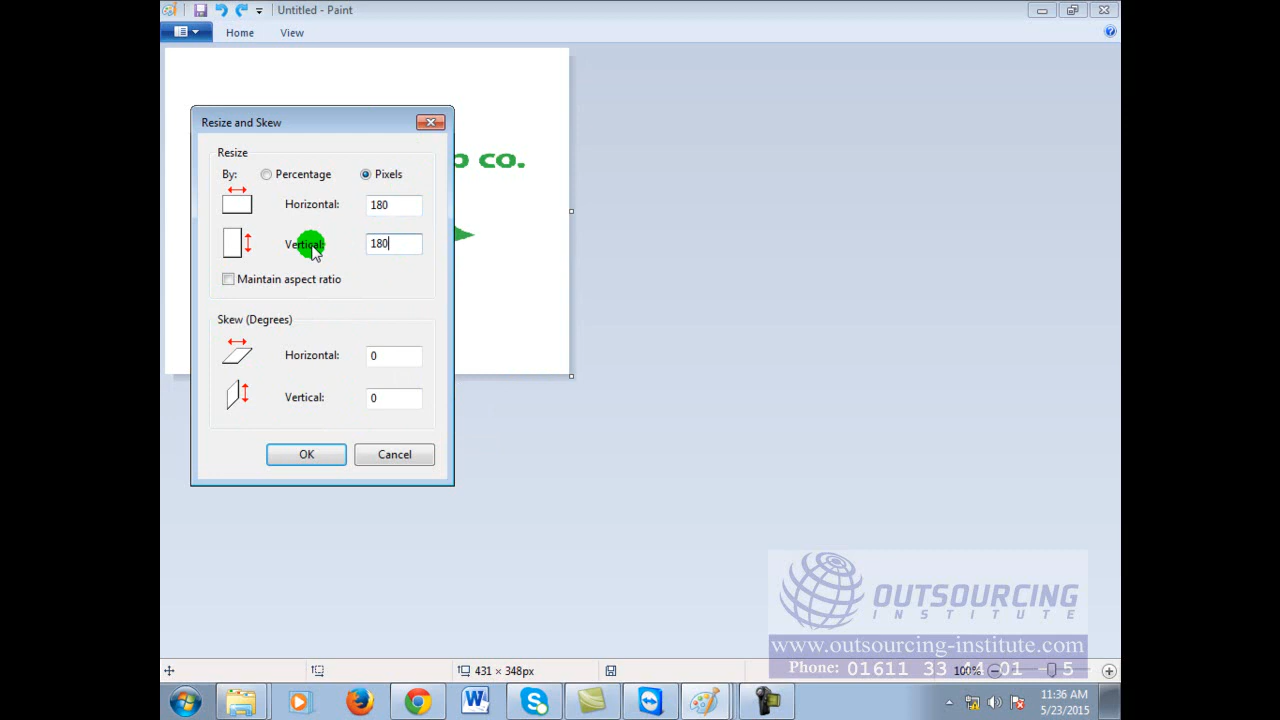 Untitled - Paint
Home View
co.
Resize and Skew
Resize
By: Percentage Pixels
Horizontal: 180
Vertical: 180
Maintain aspect ratio
Skew (Degrees)
Horizontal: 0
Vertical: 0
OK Cancel
OUTSOURCING
INSTITUTE
www.outsourcing-institute.com
431 × 348px
100%
11:36 AM
5/23/2015